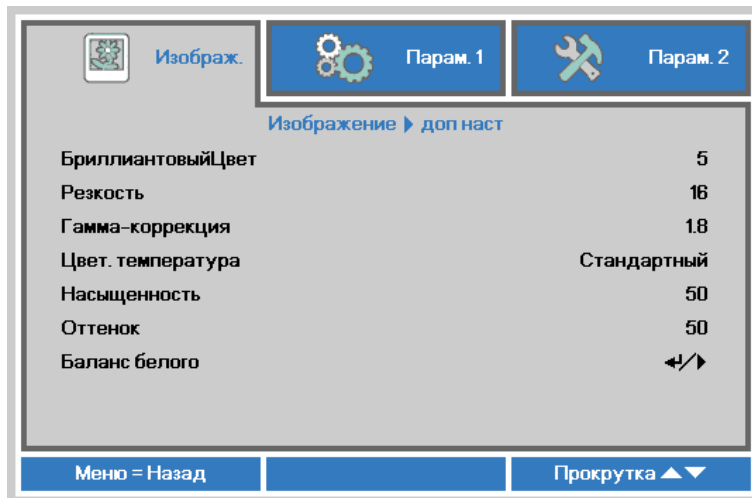 Изображ. Парам. 1 Парам. 2
Изображение ▶ доп наст
БриллиантовыйЦвет 5
Резкость 16
Гамма-коррекция 1.8
Цвет. температура Стандартный
Насыщенность 50
Оттенок 50
Баланс белого ↵/▶
Меню = Назад Прокрутка ▲▼